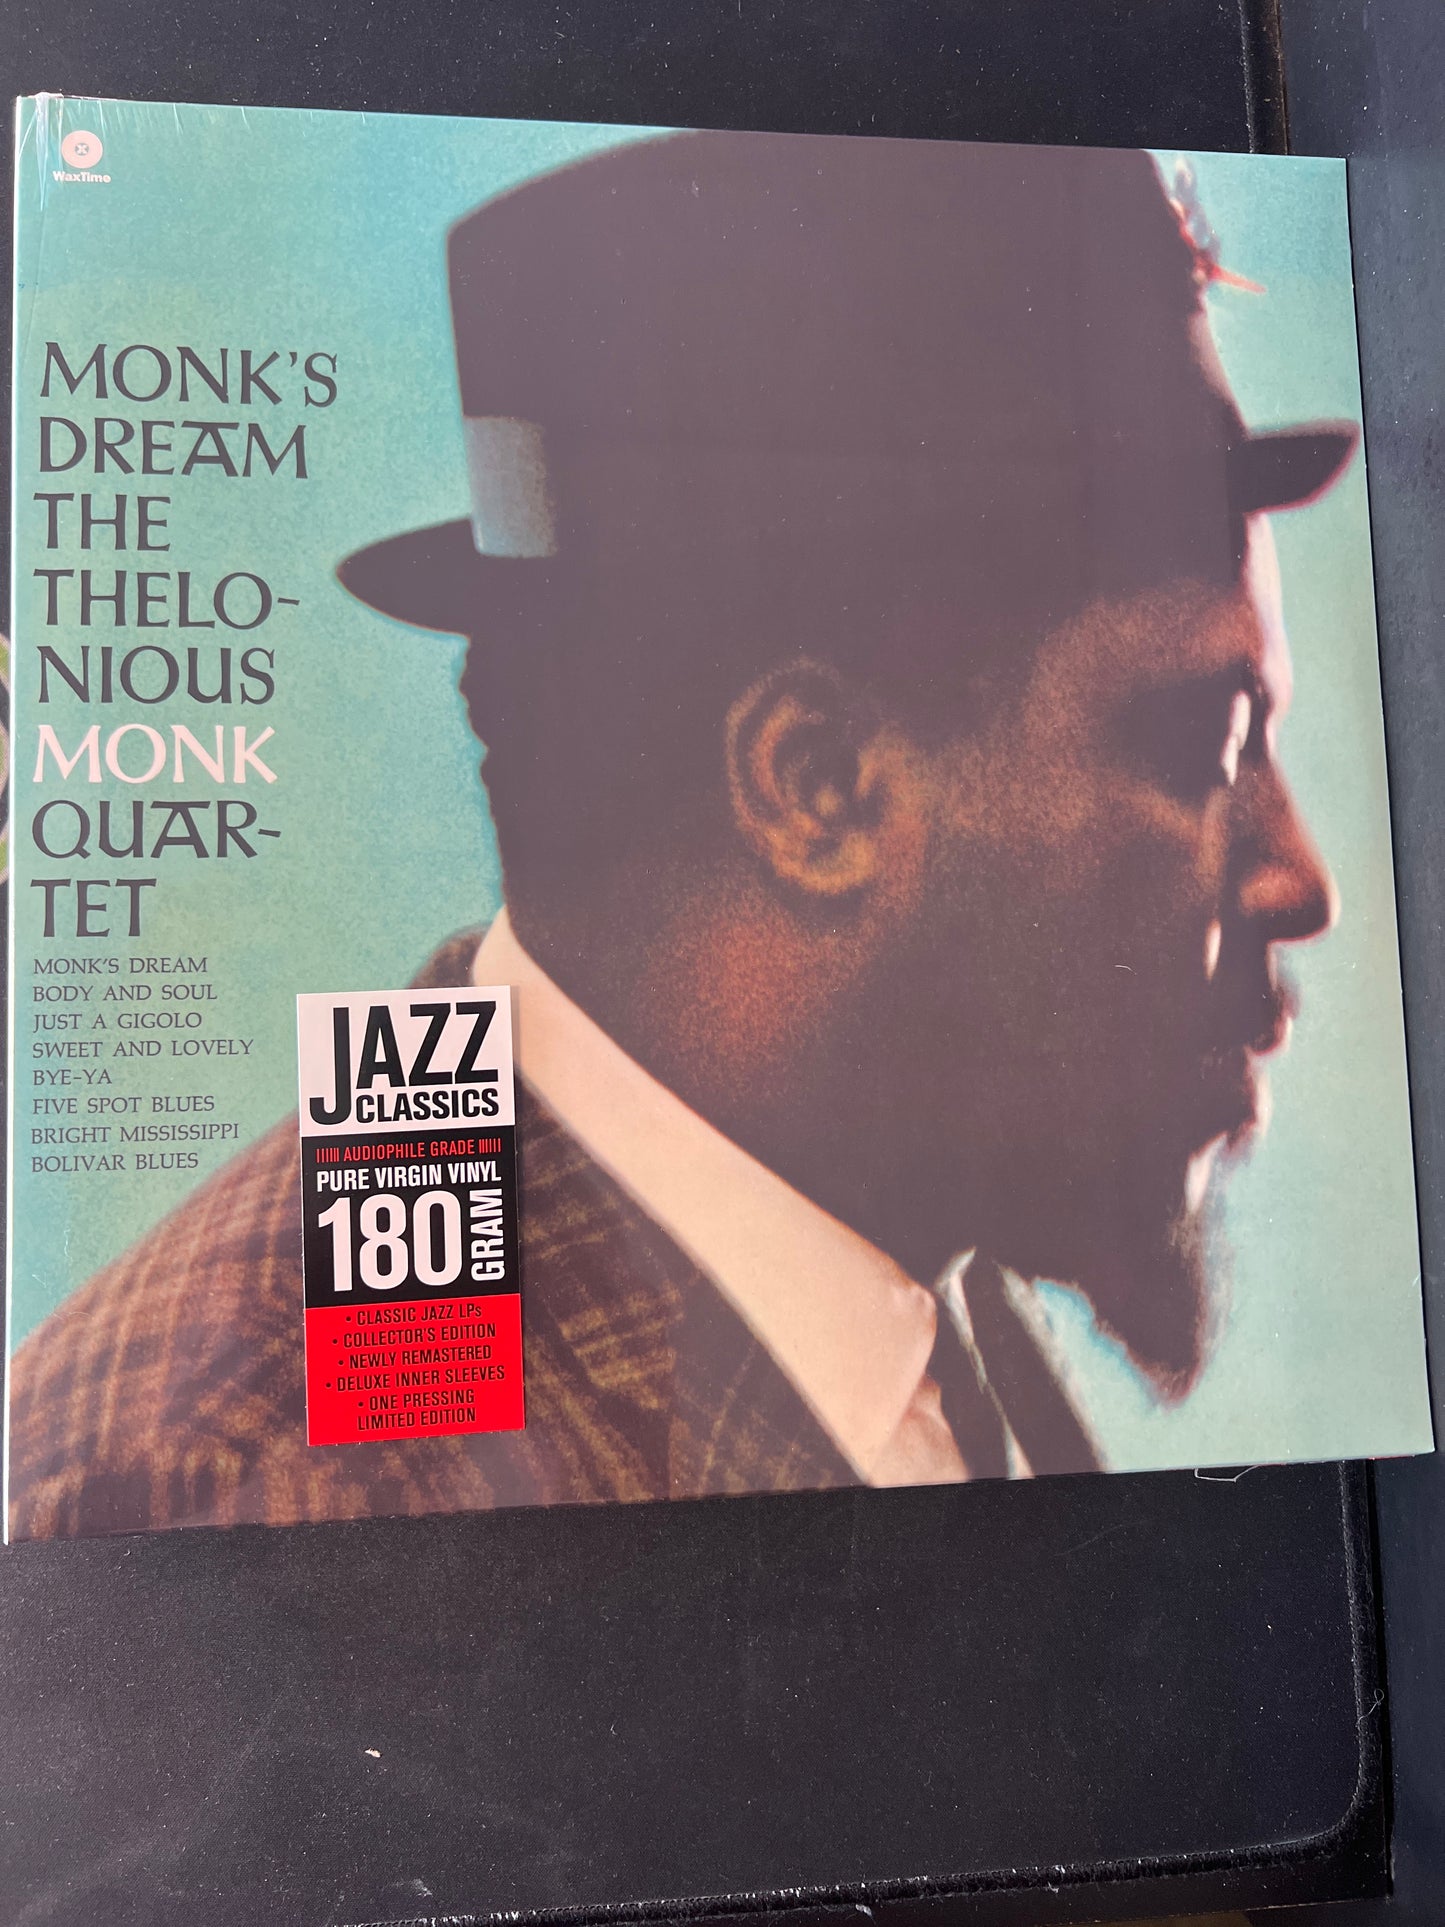 WaxTime
MONK'S
DREAM
THE
THELO-
NIOUS
MONK
QUAR-
TET
MONK'S DREAM
BODY AND SOUL
JUST A GIGOLO
SWEET AND LOVELY
BYE-YA
FIVE SPOT BLUES
BRIGHT MISSISSIPPI
BOLIVAR BLUES
JAZZ
CLASSICS
AUDIOPHILE GRADE
PURE VIRGIN VINYL
180 GRAM
• CLASSIC JAZZ LPs
• COLLECTOR'S EDITION
• NEWLY REMASTERED
• DELUXE INNER SLEEVES
• ONE PRESSING
LIMITED EDITION